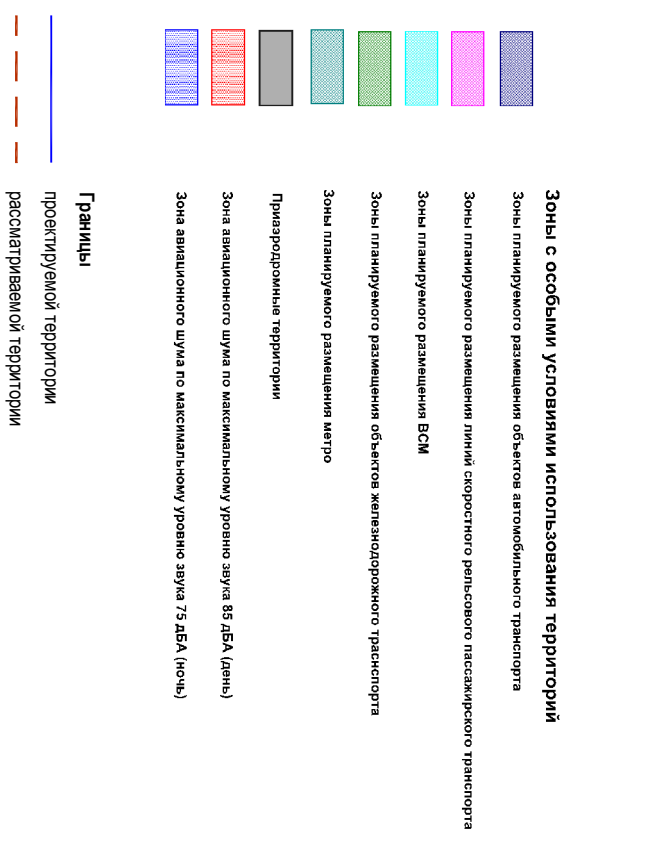 Зоны с особыми условиями использования территорий
Зоны планируемого размещения объектов автомобильного транспорта
Зоны планируемого размещения линий скоростного рельсового пассажирского транспорта
Зоны планируемого размещения ВСМ
Зоны планируемого размещения объектов железнодорожного траснспорта
Зоны планируемого размещения метро
Приаэродромные территории
Зона авиационного шума по максимальному уровню звука 85 дБА (день)
Зона авиационного шума по максимальному уровню звука 75 дБА (ночь)
Границы
проектируемой территории
рассматриваемой территории